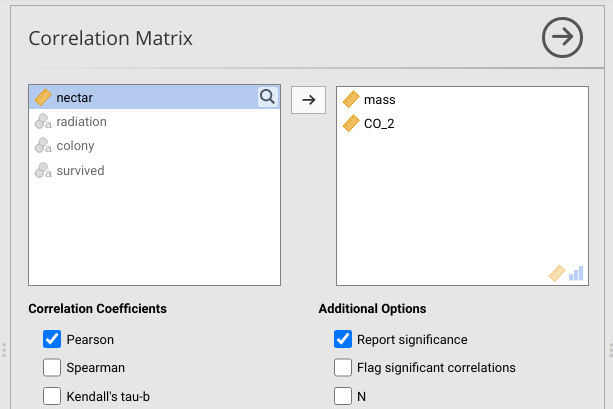 Correlation Matrix
nectar
radiation
colony
survived
mass
CO_2
Correlation Coefficients
Pearson
Spearman
Kendall's tau-b
Additional Options
Report significance
Flag significant correlations
N